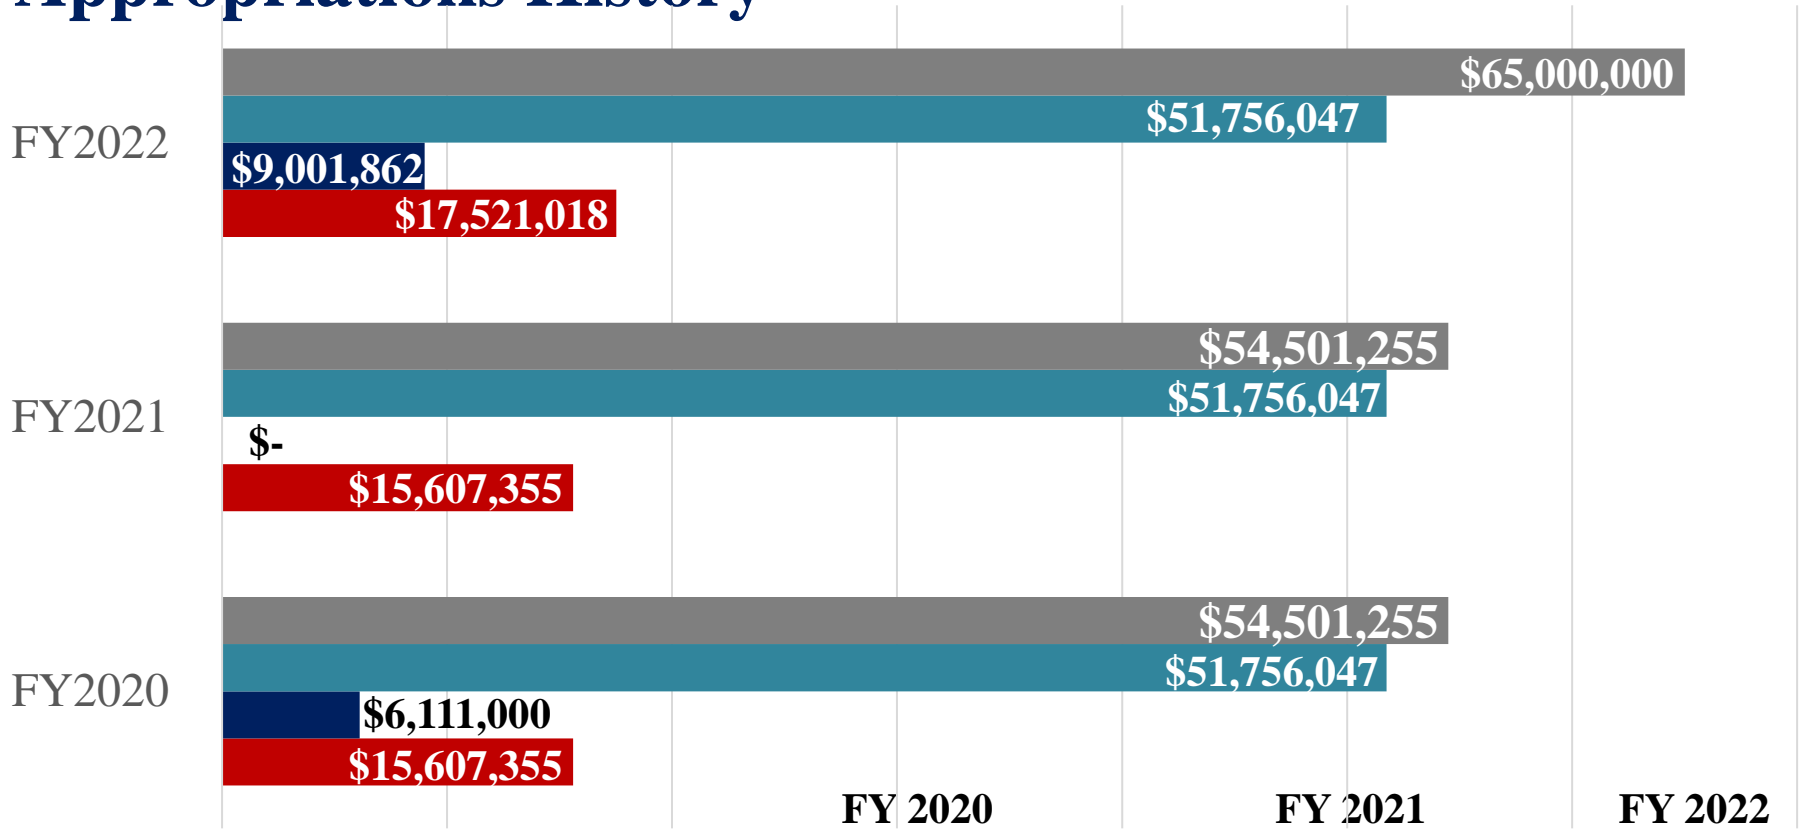 Appropriations History
$65,000,000
$51,756,047
FY2022
$9,001,862
$17,521,018
$54,501,255
$51,756,047
FY2021
$-
$15,607,355
$54,501,255
$51,756,047
FY2020
$6,111,000
$15,607,355
FY 2020 FY 2021 FY 2022